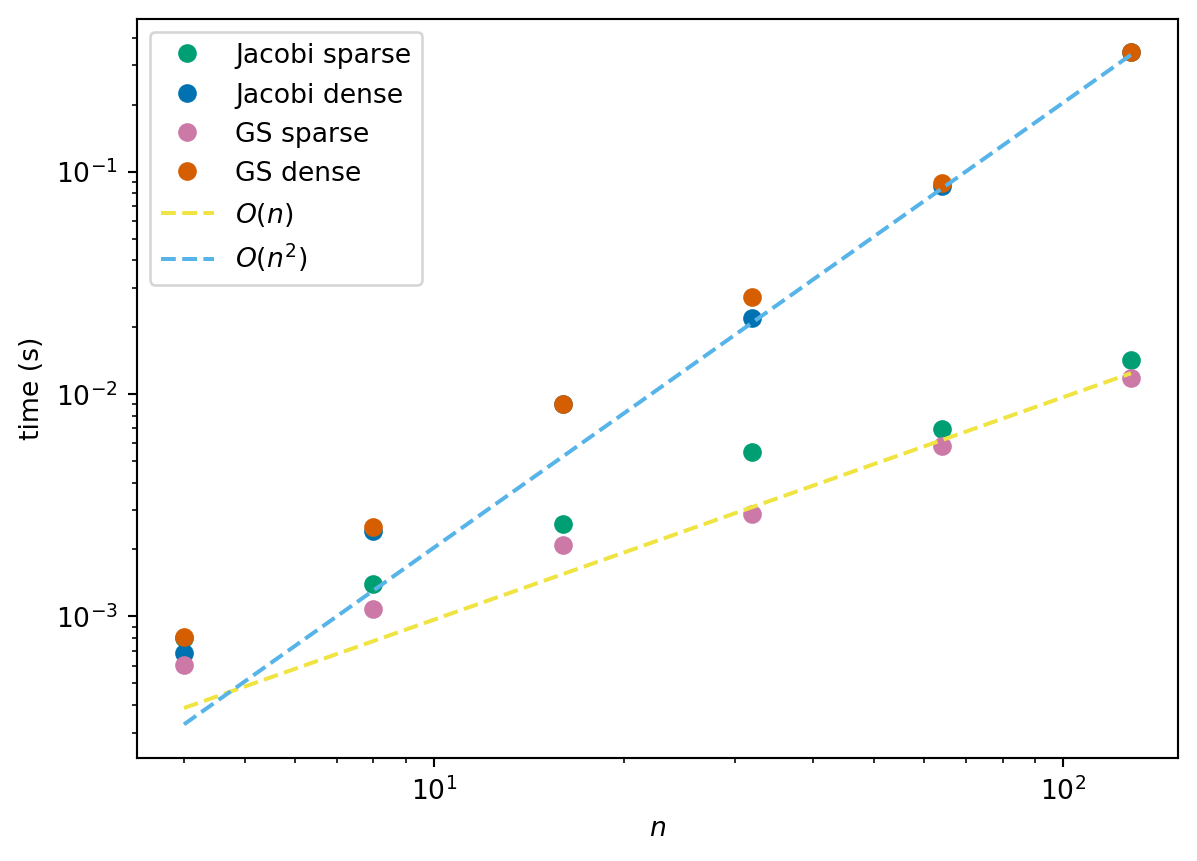 Jacobi sparse
Jacobi dense
GS sparse
GS dense
O(n)
O(n²)
10⁻¹
10⁻²
10⁻³
time (s)
10¹
10²
n